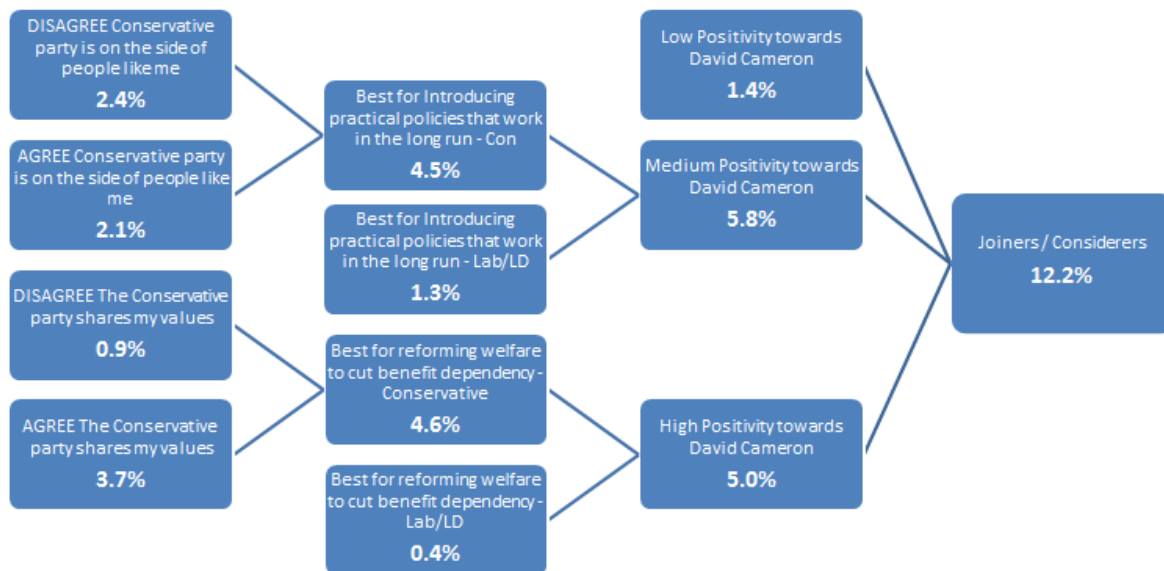 DISAGREE Conservative
party is on the side of
people like me
2.4%
AGREE Conservative party
is on the side of people like
me
2.1%
DISAGREE The Conservative
party shares my values
0.9%
AGREE The Conservative
party shares my values
3.7%
Best for Introducing
practical policies that work
in the long run - Con
4.5%
Best for Introducing
practical policies that work
in the long run - Lab/LD
1.3%
Best for reforming welfare
to cut benefit dependency -
Conservative
4.6%
Best for reforming welfare
to cut benefit dependency -
Lab/LD
0.4%
Low Positivity towards
David Cameron
1.4%
Medium Positivity towards
David Cameron
5.8%
High Positivity towards
David Cameron
5.0%
Joiners / Considerers
12.2%